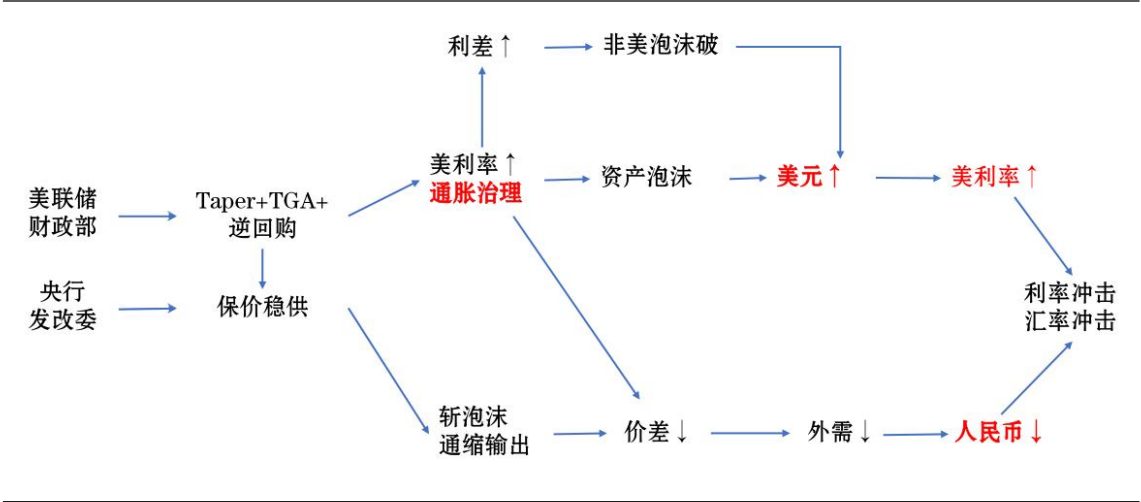 利差↑
非美泡沫破
美利率↑
通胀治理
资产泡沫
美元↑
美利率↑
美联储
财政部
Taper+TGA+
逆回购
央行
发改委
保价稳供
利率冲击
汇率冲击
斩泡沫
通缩输出
价差↓
外需↓
人民币↓